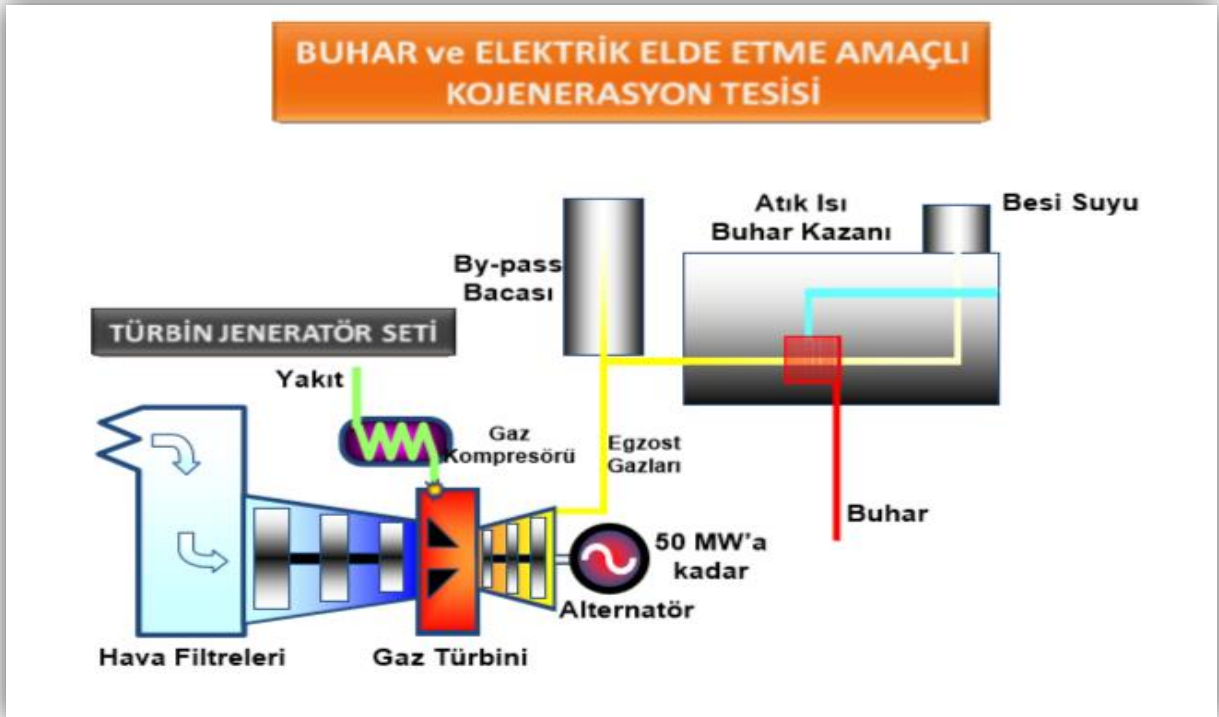 BUHAR ve ELEKTRİK ELDE ETME AMAÇLI
KOJENERASYON TESİSİ
Atık Isı
Buhar Kazanı
Besi Suyu
By-pass
Bacası
TÜRBİN JENERATÖR SETİ
Yakıt
Gaz
Kompresörü
Egzost
Gazları
Buhar
50 MW'a
kadar
Alternatör
Hava Filtreleri
Gaz Türbini